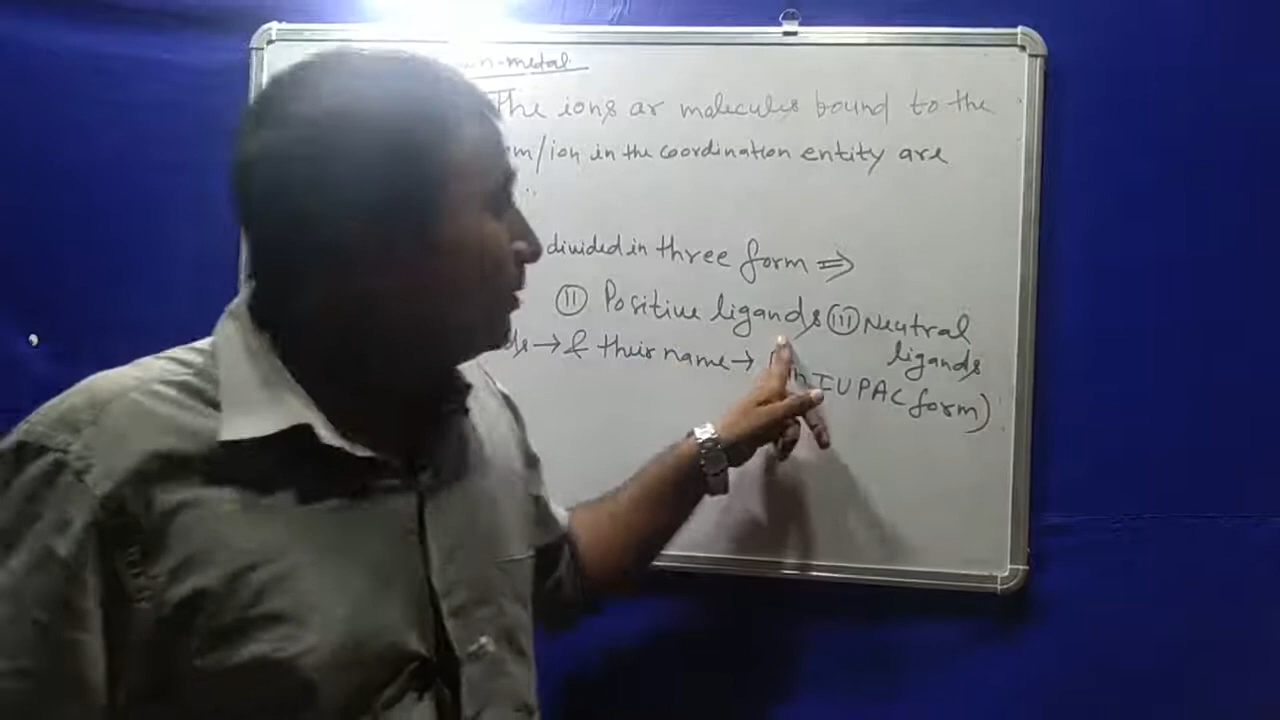 n-metal
The ions ar molecules bound to the
m/ion in the coordination entity are
divided in three form ⇒
(II) Positive ligands (III) Neutral
ligands
ds → & their name → (in IUPAC form)